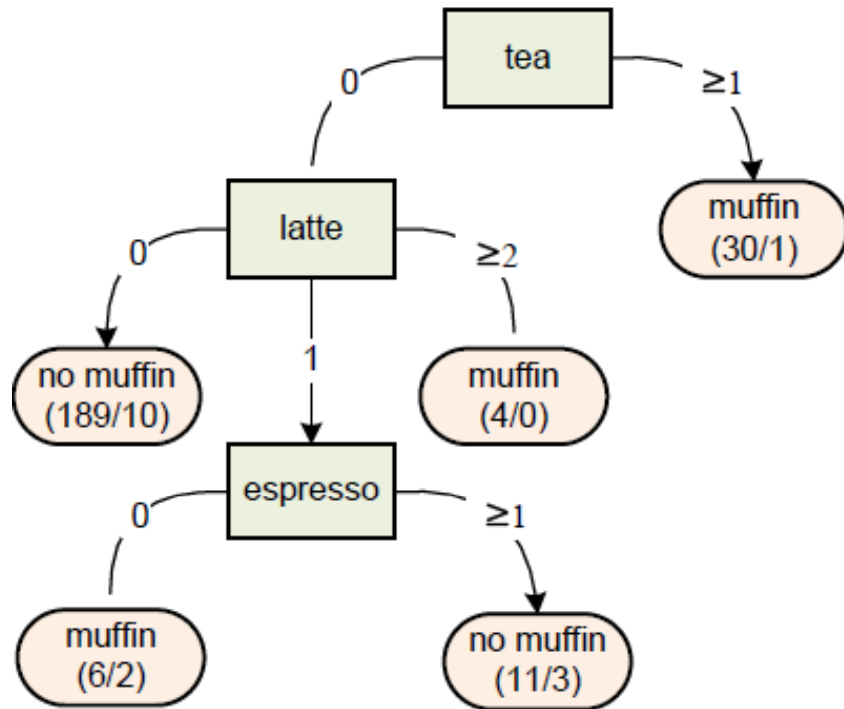 tea
0
≥1
latte
muffin
(30/1)
0
≥2
1
no muffin
(189/10)
muffin
(4/0)
espresso
0
≥1
muffin
(6/2)
no muffin
(11/3)